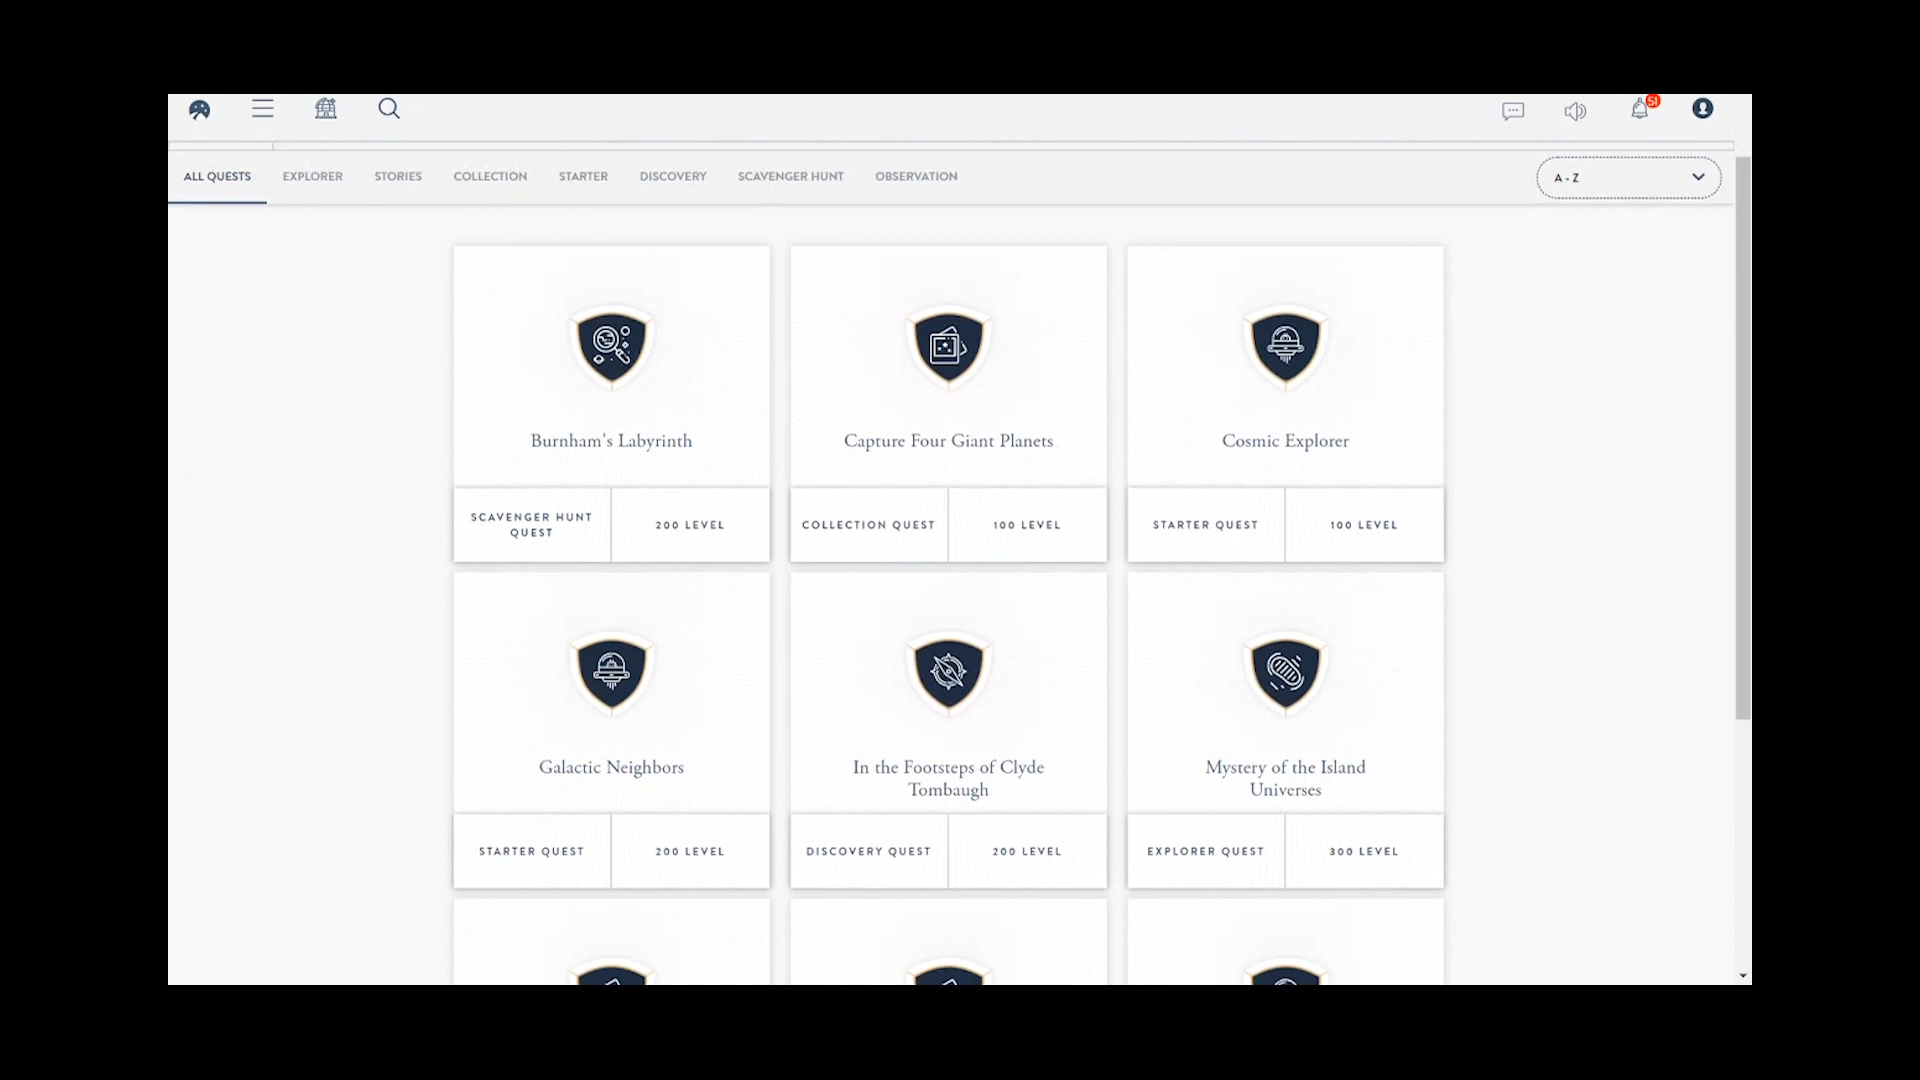 51
ALL QUESTS EXPLORER STORIES COLLECTION STARTER DISCOVERY SCAVENGER HUNT OBSERVATION A - Z
Burnham's Labyrinth
Capture Four Giant Planets
Cosmic Explorer
SCAVENGER HUNT
QUEST
200 LEVEL
COLLECTION QUEST
100 LEVEL
STARTER QUEST
100 LEVEL
Galactic Neighbors
In the Footsteps of Clyde
Tombaugh
Mystery of the Island
Universes
STARTER QUEST
200 LEVEL
DISCOVERY QUEST
200 LEVEL
EXPLORER QUEST
300 LEVEL